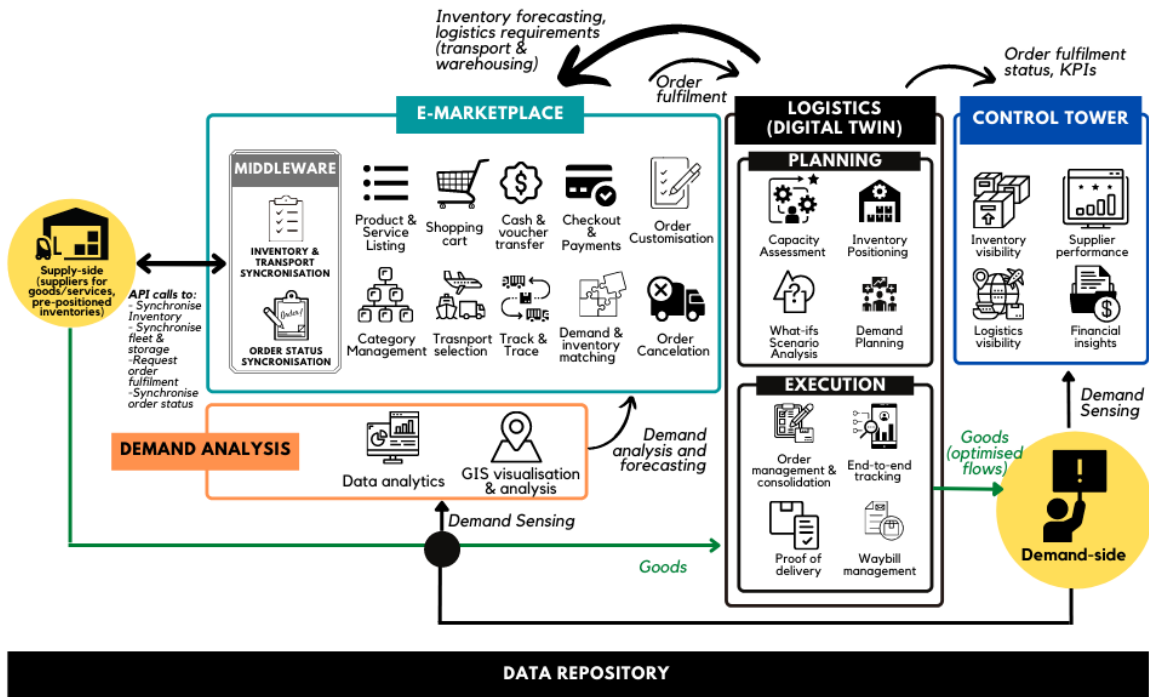 Inventory forecasting,
logistics requirements
(transport &
warehousing)
Order
fulfilment
Order fulfilment
status, KPIs
E-MARKETPLACE
LOGISTICS
(DIGITAL TWIN)
CONTROL TOWER
MIDDLEWARE
INVENTORY &
TRANSPORT
SYNCRONISATION
Order!
ORDER STATUS
SYNCRONISATION
Product &
Service
Listing
Shopping
cart
Cash &
voucher
transfer
Checkout
&
Payments
Order
Customisation
Category
Management
Trasnport
selection
Track &
Trace
Demand &
inventory
matching
Order
Cancelation
PLANNING
Capacity
Assessment
Inventory
Positioning
What-ifs
Scenario
Analysis
Demand
Planning
EXECUTION
Order
management &
consolidation
End-to-end
tracking
Proof of
delivery
Waybill
management
Inventory
visibility
Supplier
performance
Logistics
visibility
Financial
insights
Supply-side
(suppliers for
goods/services,
pre-positioned
inventories)
API calls to:
- Synchronise
Inventory
- Synchronise
fleet &
storage
-Request
order
fulfilment
-Synchronise
order status
DEMAND ANALYSIS
Data analytics
GIS visualisation
& analysis
Demand
analysis and
forecasting
Demand Sensing
Goods
Goods
(optimised
flows)
Demand
Sensing
Demand-side
DATA REPOSITORY